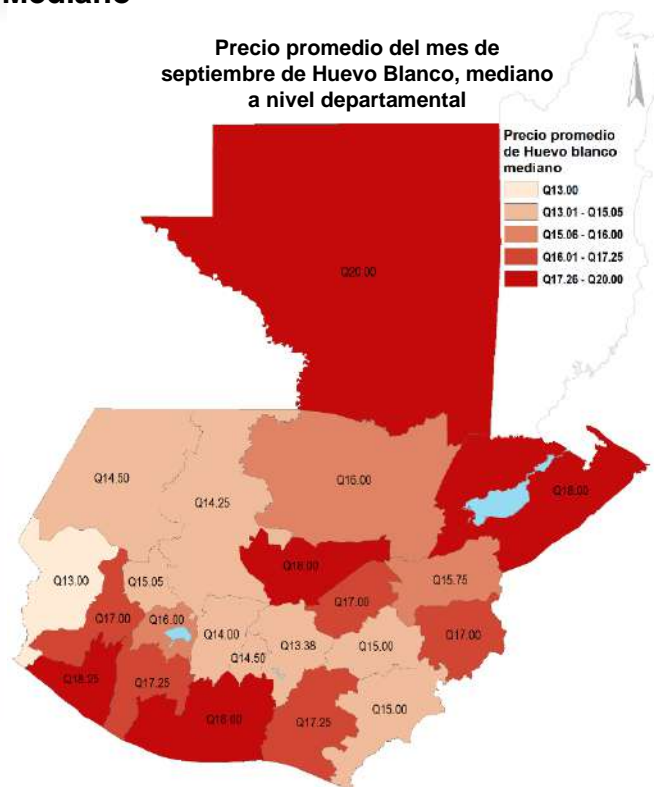 Mediano
Precio promedio del mes de
septiembre de Huevo Blanco, mediano
a nivel departamental
Precio promedio
de Huevo blanco
mediano
Q13.00
Q13.01 - Q15.05
Q15.06 - Q16.00
Q16.01 - Q17.25
Q17.26 - Q20.00
Q20.00
Q14.50
Q14.25
Q16.00
Q18.00
Q13.00
Q15.05
Q18.00
Q15.75
Q17.00
Q16.00
Q17.00
Q14.00
Q13.38
Q15.00
Q17.00
Q14.50
Q18.25
Q17.25
Q17.25
Q15.00